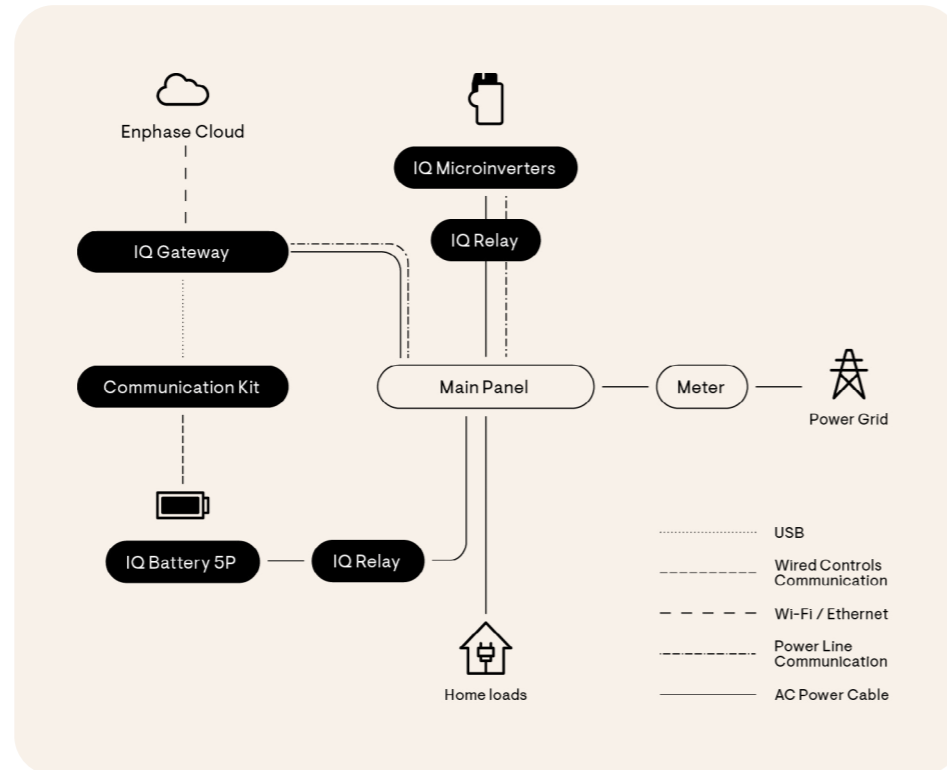 Enphase Cloud
IQ Microinverters
IQ Relay
IQ Gateway
Communication Kit
Main Panel
Meter
Power Grid
IQ Battery 5P
IQ Relay
Home loads
USB
Wired Controls
Communication
Wi-Fi / Ethernet
Power Line
Communication
AC Power Cable